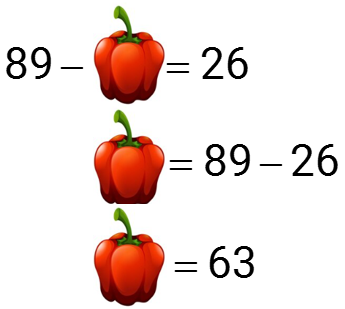 89 – = 26
= 89 – 26
= 63